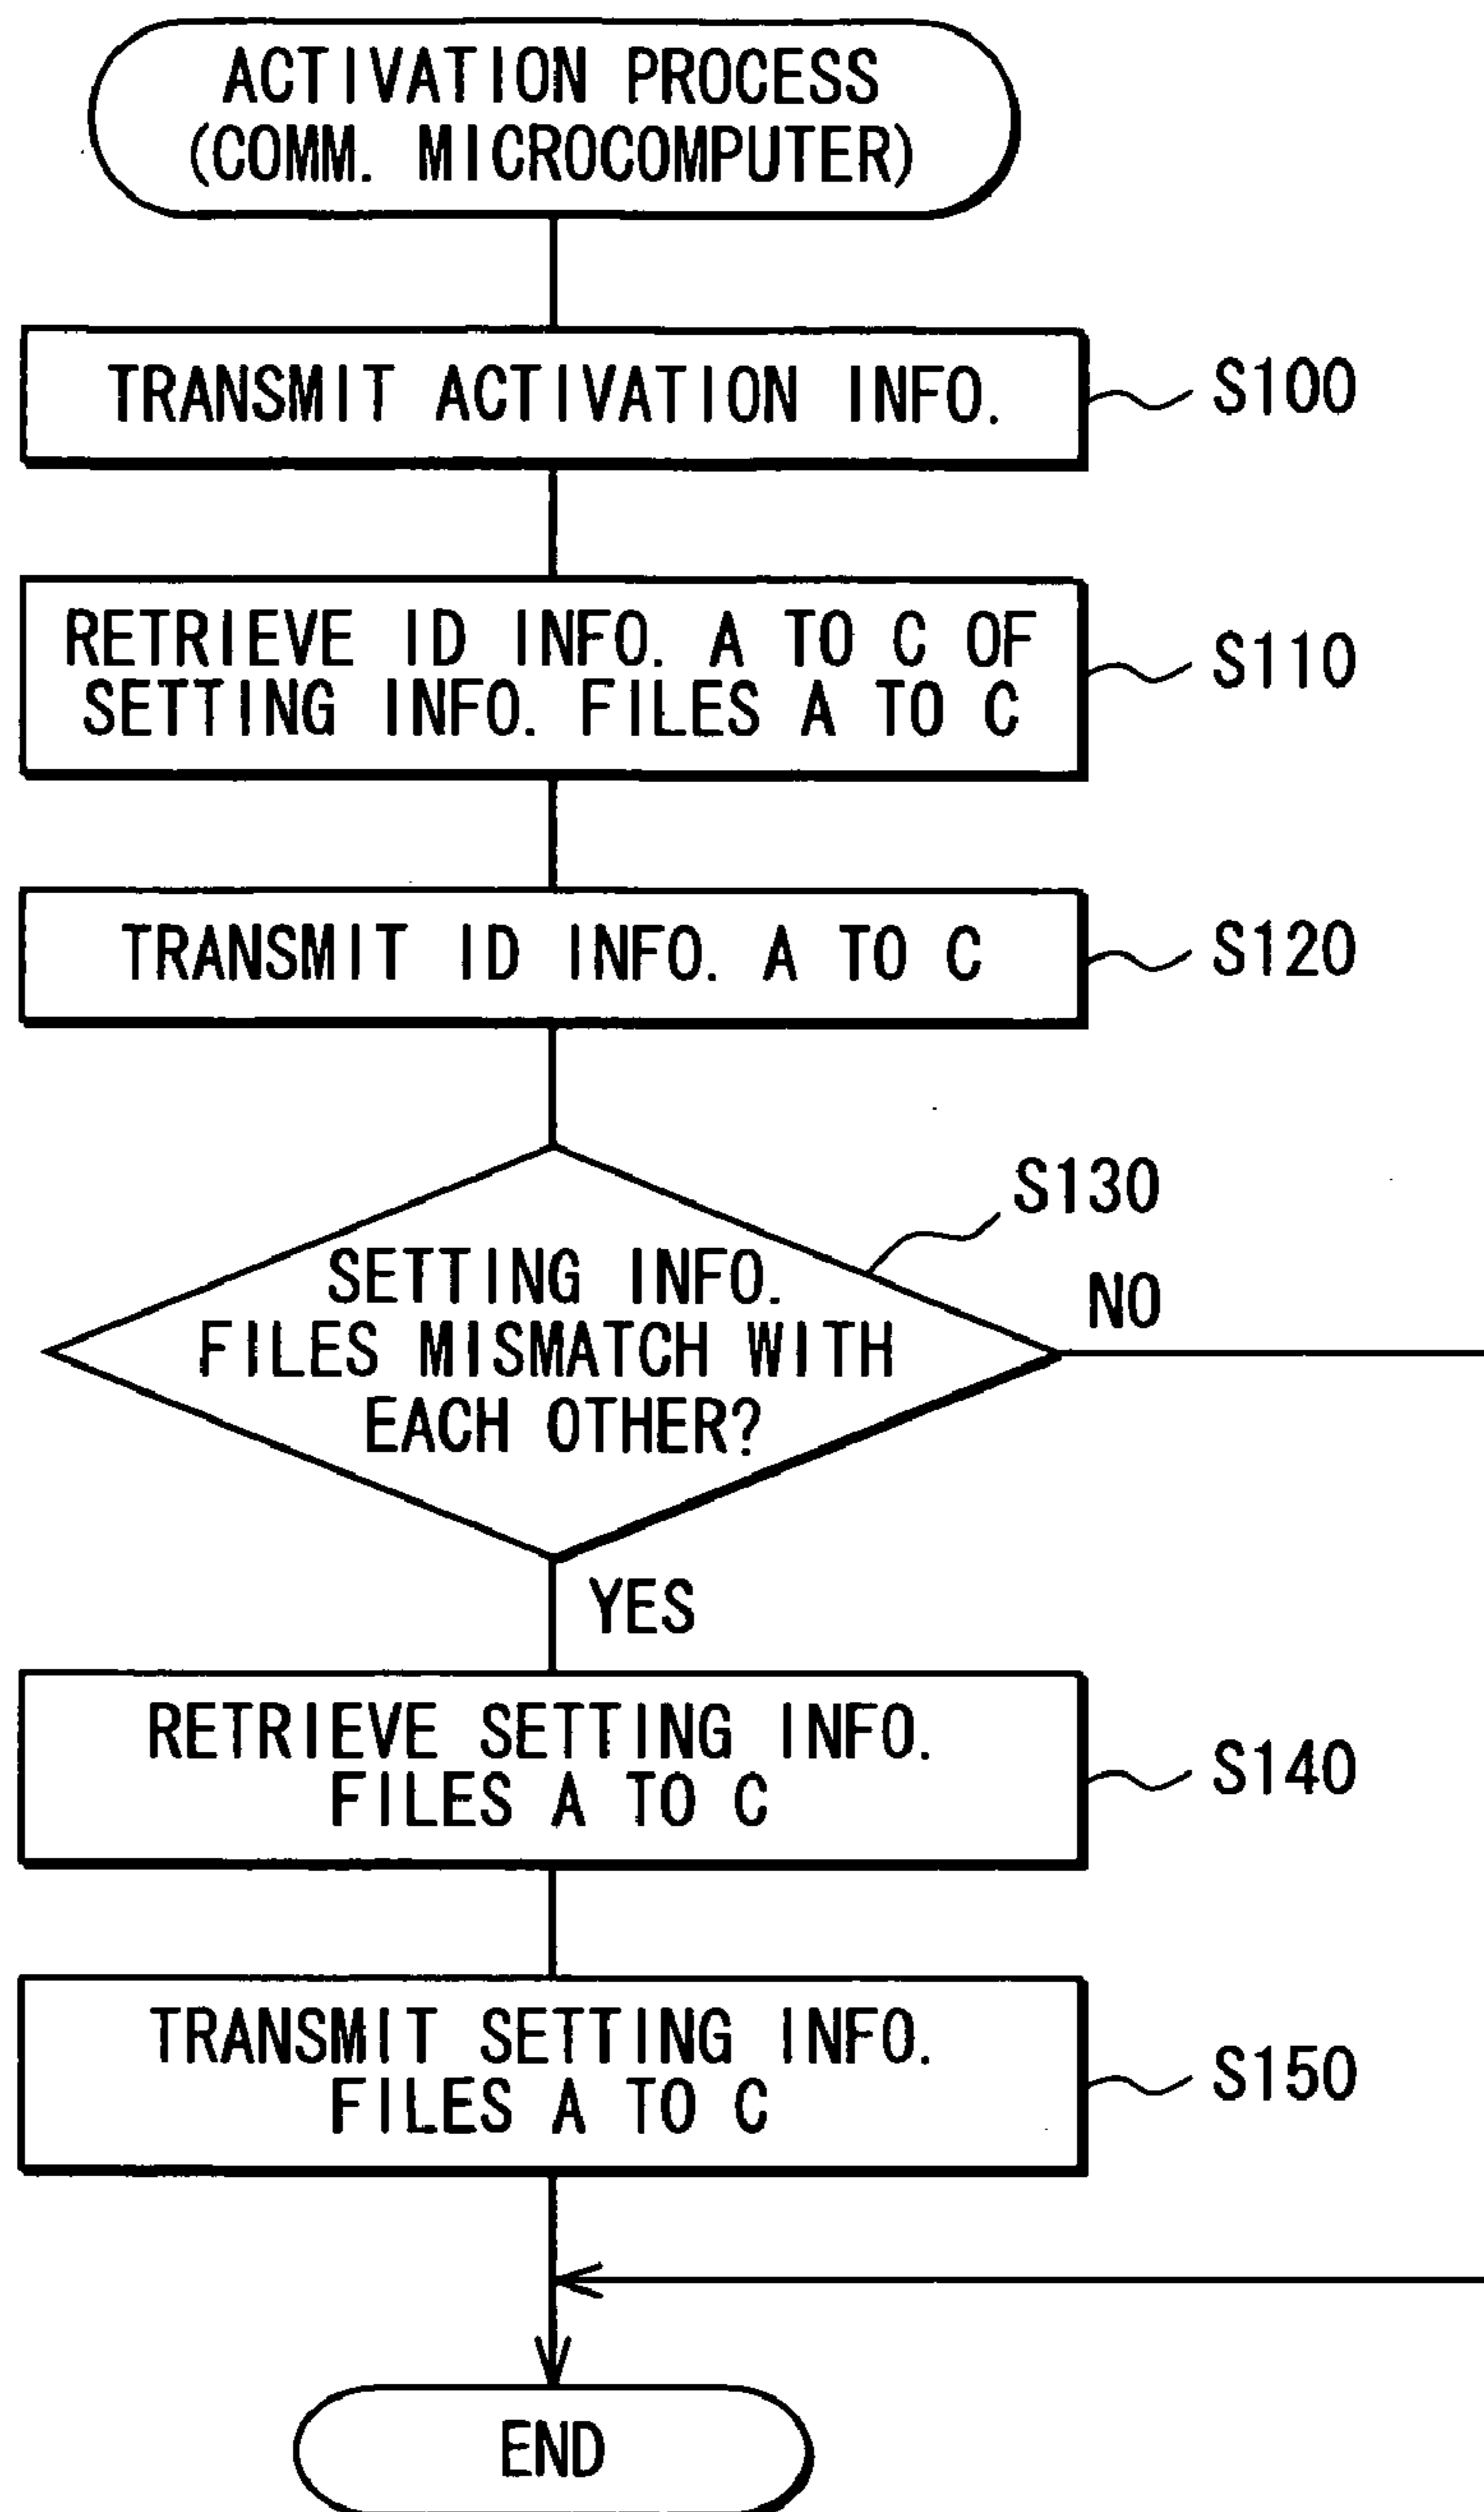 ACTIVATION PROCESS
(COMM. MICROCOMPUTER)
TRANSMIT ACTIVATION INFO.
S100
RETRIEVE ID INFO. A TO C OF
SETTING INFO. FILES A TO C
S110
TRANSMIT ID INFO. A TO C
S120
S130
SETTING INFO.
FILES MISMATCH WITH
EACH OTHER?
NO
YES
RETRIEVE SETTING INFO.
FILES A TO C
S140
TRANSMIT SETTING INFO.
FILES A TO C
S150
END